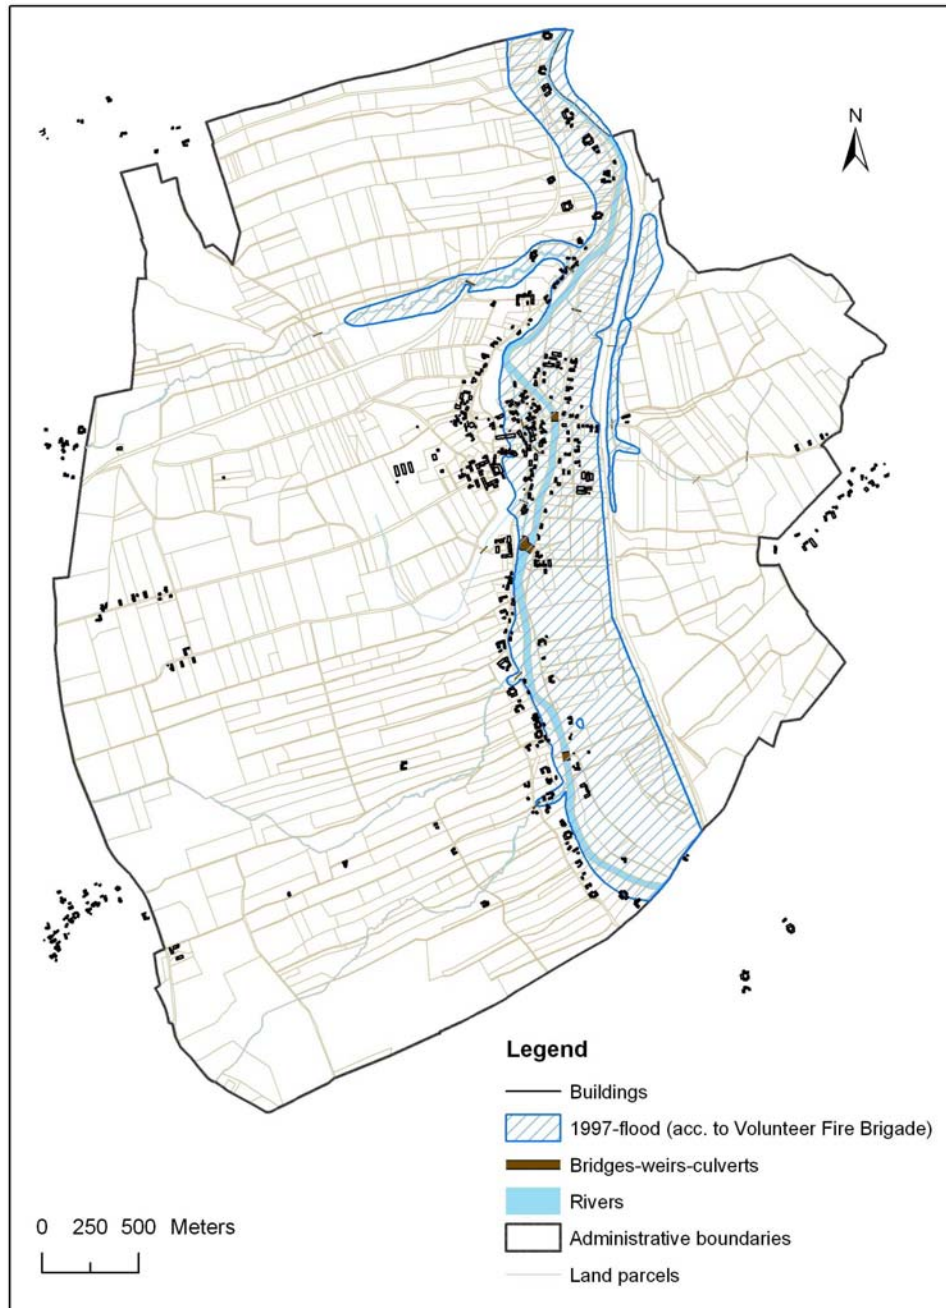 N
Legend
Buildings
1997-flood (acc. to Volunteer Fire Brigade)
Bridges-weirs-culverts
Rivers
Administrative boundaries
Land parcels
0 250 500 Meters